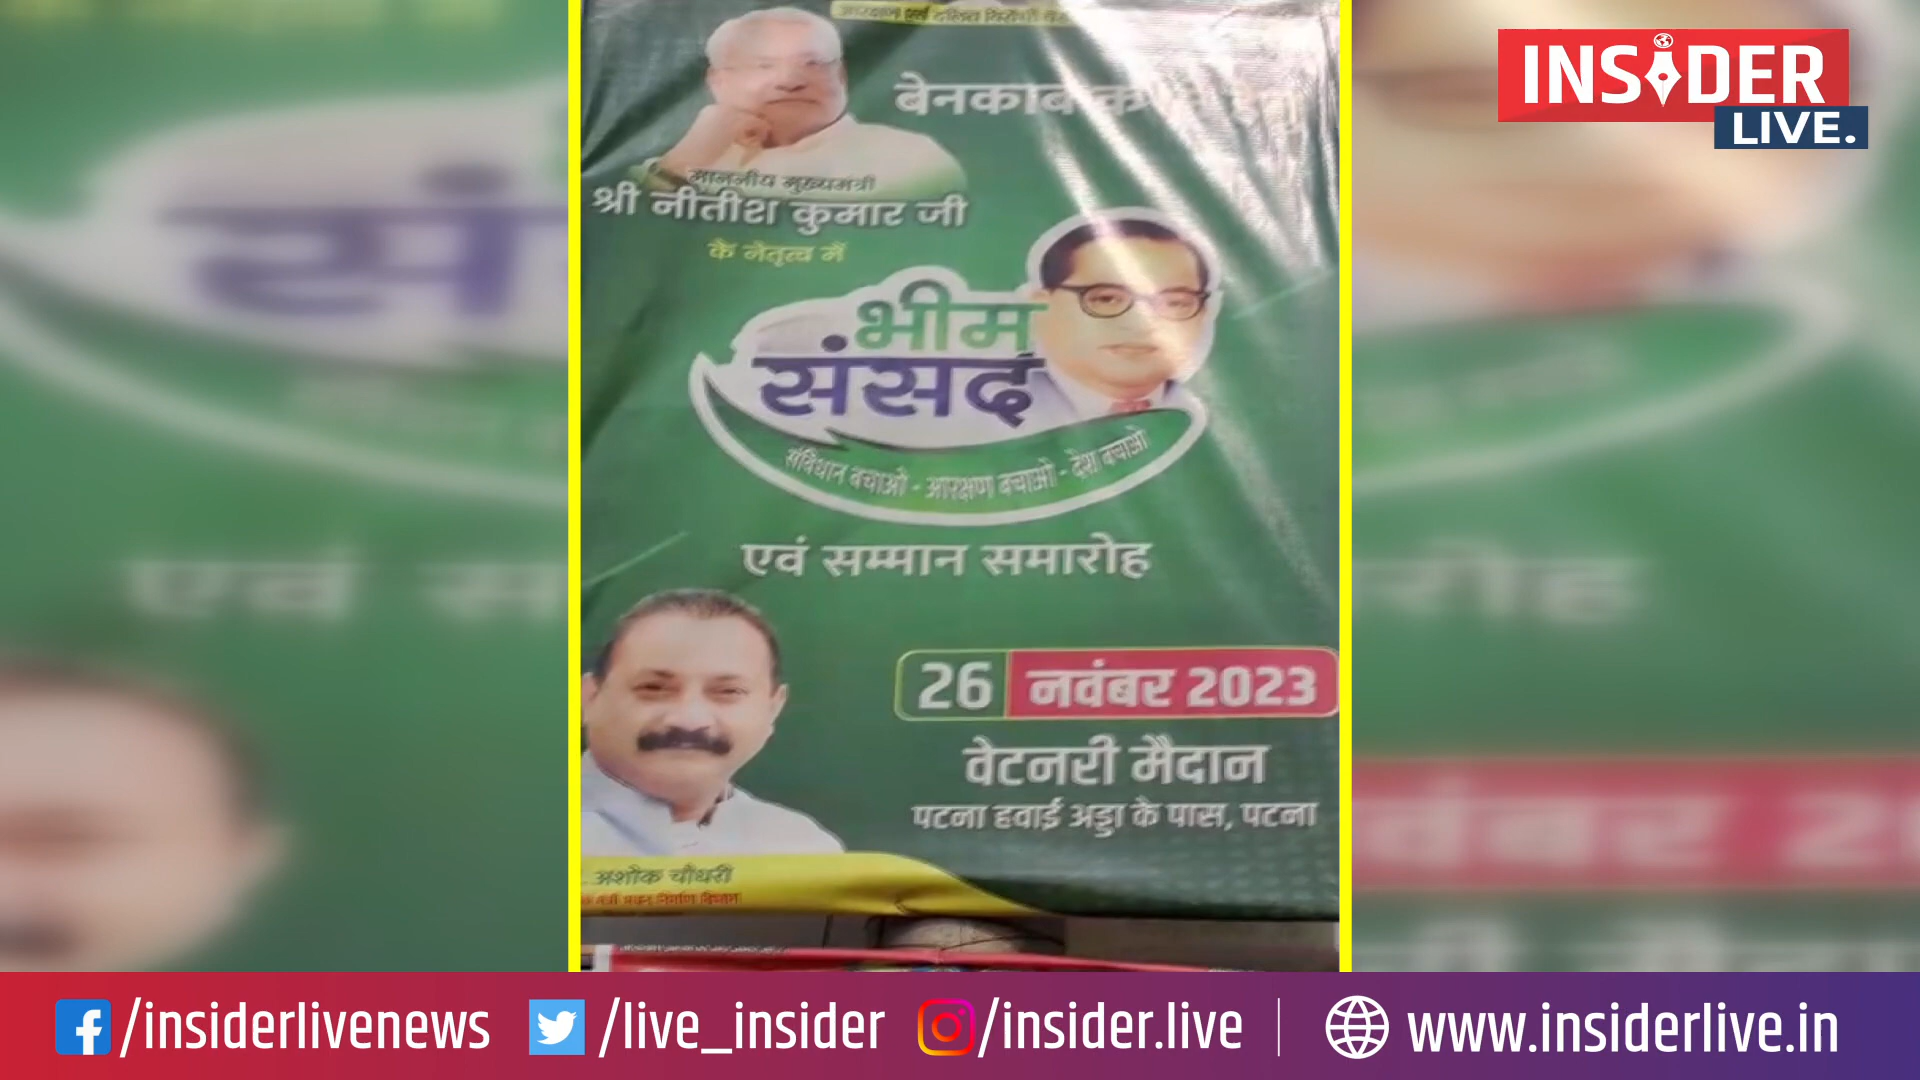 INSIDER
LIVE.
बेनकाब
माननीय मुख्यमंत्री
श्री नीतीश कुमार जी
के नेतृत्व में
भीम
संसद
संविधान बचाओ - आरक्षण बचाओ - देश बचाओ
एवं सम्मान समारोह
26 नवंबर 2023
वेटनरी मैदान
पटना हवाई अड्डा के पास, पटना
अशोक चौधरी
भवन निर्माण विभाग
/insiderlivenews /live_insider /insider.live www.insiderlive.in